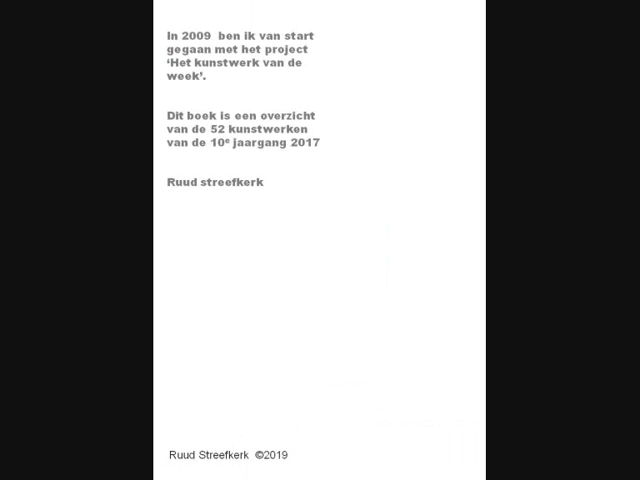 In 2009 ben ik van start
gegaan met het project
‘Het kunstwerk van de
week’.
Dit boek is een overzicht
van de 52 kunstwerken
van de 10e jaargang 2017
Ruud streefkerk
Ruud Streefkerk ©2019